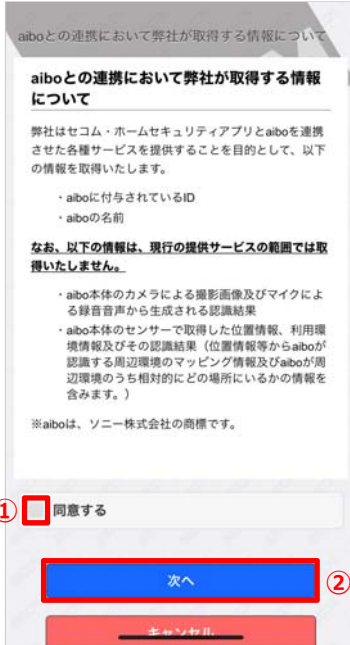 aiboとの連携において弊社が取得する情報について
aiboとの連携において弊社が取得する情報
について
弊社はセコム・ホームセキュリティアプリとaiboを連携
させた各種サービスを提供することを目的として、以下
の情報を取得いたします。
・aiboに付与されているID
・aiboの名前
なお、以下の情報は、現行の提供サービスの範囲では取
得いたしません。
・aibo本体のカメラによる撮影画像及びマイクによ
る録音音声から生成される認識結果
・aibo本体のセンサーで取得した位置情報、利用環
境情報及びその認識結果（位置情報等からaiboが
認識する周辺環境のマッピング情報及びaiboが周
辺環境のうち相対的にどの場所にいるかの情報を
含みます。）
※aiboは、ソニー株式会社の商標です。
① 同意する
次へ ②
キャンセル